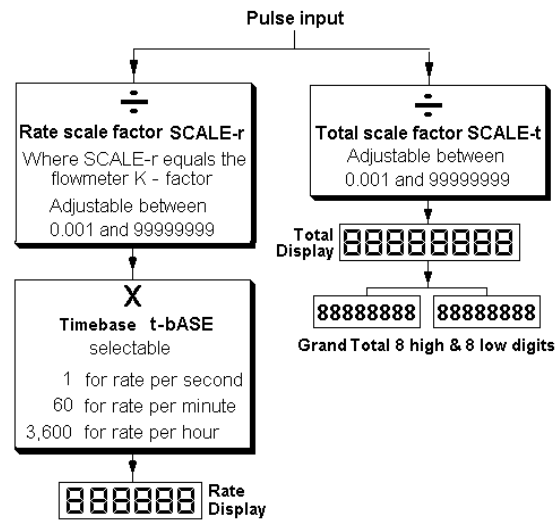 Pulse input
÷
Rate scale factor SCALE-r
Where SCALE-r equals the
flowmeter K - factor
Adjustable between
0.001 and 99999999
X
Timebase t-bASE
selectable
1 for rate per second
60 for rate per minute
3,600 for rate per hour
888888 Rate
Display
÷
Total scale factor SCALE-t
Adjustable between
0.001 and 99999999
Total
Display 88888888
88888888 88888888
Grand Total 8 high & 8 low digits